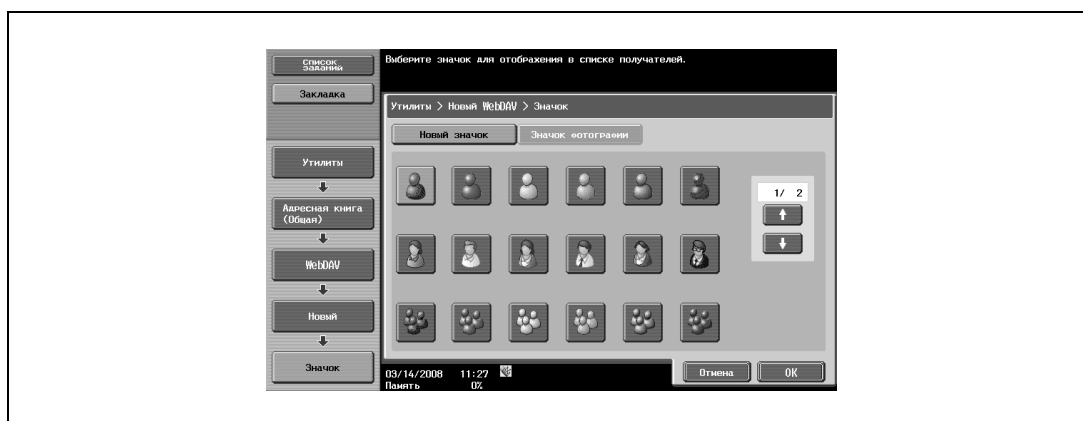 Список
заданий
Закладка
Утилиты
Адресная книга
(Общая)
WebDAV
Новый
Значок
Выберите значок для отображения в списке получателей.
Утилиты > Новый WebDAV > Значок
Новый значок
Значок фотографии
1/ 2
Отмена
OK
03/14/2008 11:27
Память 0%